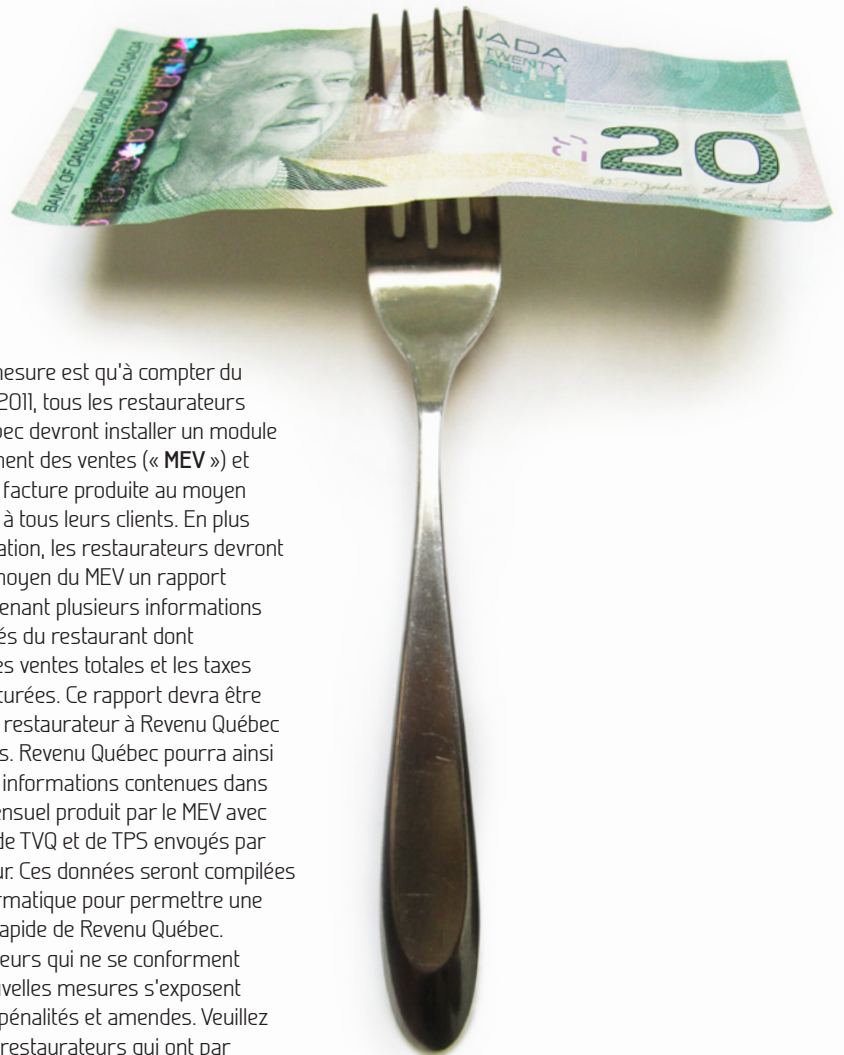 BANK OF CANADA • BANQUE DU CANADA
CANADA
TWENTY
20
mesure est qu'à compter du
2011, tous les restaurateurs
bec devront installer un module
ment des ventes (« MEV ») et
facture produite au moyen
à tous leurs clients. En plus
ation, les restaurateurs devront
moyen du MEV un rapport
enant plusieurs informations
és du restaurant dont
es ventes totales et les taxes
turées. Ce rapport devra être
restaurateur à Revenu Québec
s. Revenu Québec pourra ainsi
informations contenues dans
ensuel produit par le MEV avec
de TVQ et de TPS envoyés par
ur. Ces données seront compilées
rmatique pour permettre une
apide de Revenu Québec.
eurs qui ne se conforment
uvelles mesures s'exposent
pénalités et amendes. Veuillez
restaurateurs qui ont par